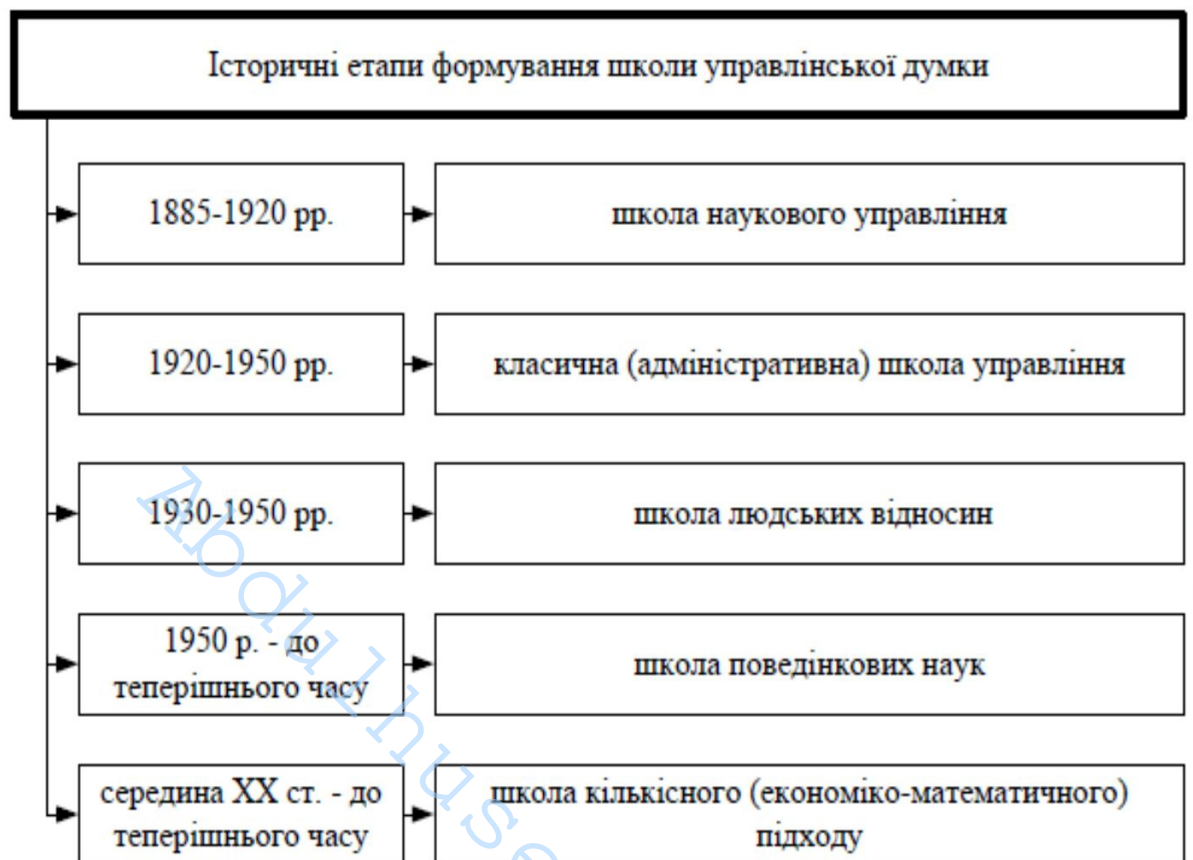 Історичні етапи формування школи управлінської думки
1885-1920 рр.
школа наукового управління
1920-1950 рр.
класична (адміністративна) школа управління
1930-1950 рр.
школа людських відносин
1950 р. - до
теперішнього часу
школа поведінкових наук
середина ХХ ст. - до
теперішнього часу
школа кількісного (економіко-математичного)
підходу